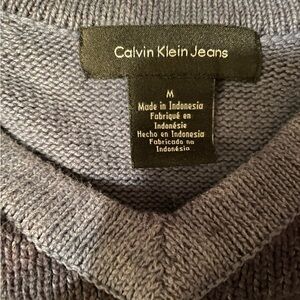 Calvin Klein Jeans
M
Made in Indonesia
Fabriqué en
Indonésie
Hecho en Indonesia
Fabricado na
Indonésia